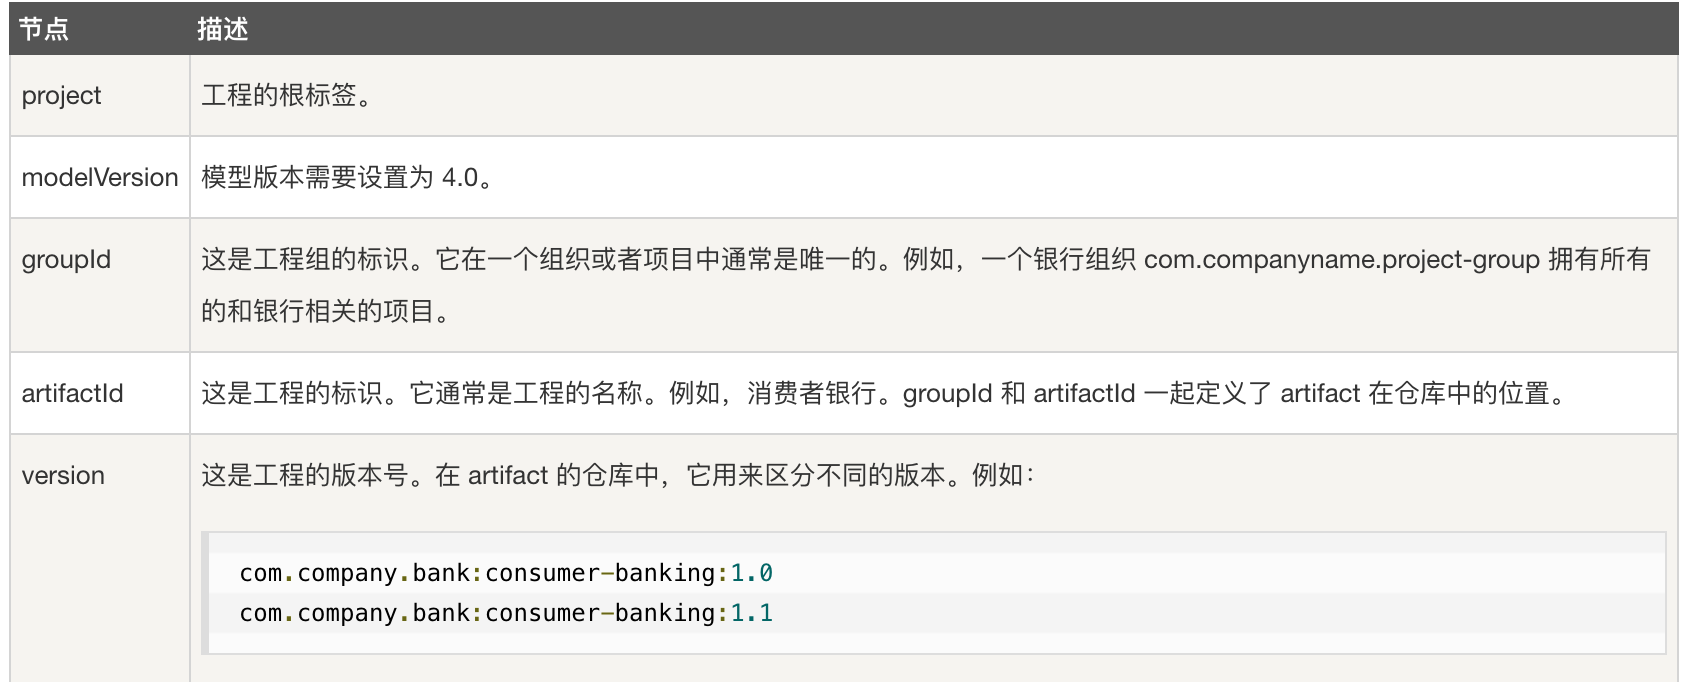 节点 描述
project 工程的根标签。
modelVersion 模型版本需要设置为 4.0。
groupId 这是工程组的标识。它在一个组织或者项目中通常是唯一的。例如，一个银行组织 com.companyname.project-group 拥有所有
的和银行相关的项目。
artifactId 这是工程的标识。它通常是工程的名称。例如，消费者银行。groupId 和 artifactId 一起定义了 artifact 在仓库中的位置。
version 这是工程的版本号。在 artifact 的仓库中，它用来区分不同的版本。例如：
com.company.bank:consumer-banking:1.0
com.company.bank:consumer-banking:1.1